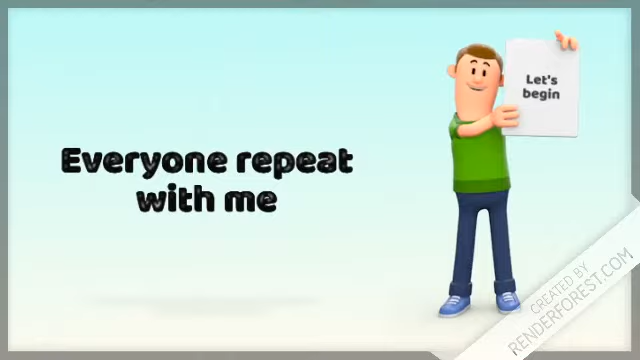 Everyone repeat
with me
Let's
begin
CREATED BY
RENDERFOREST.COM